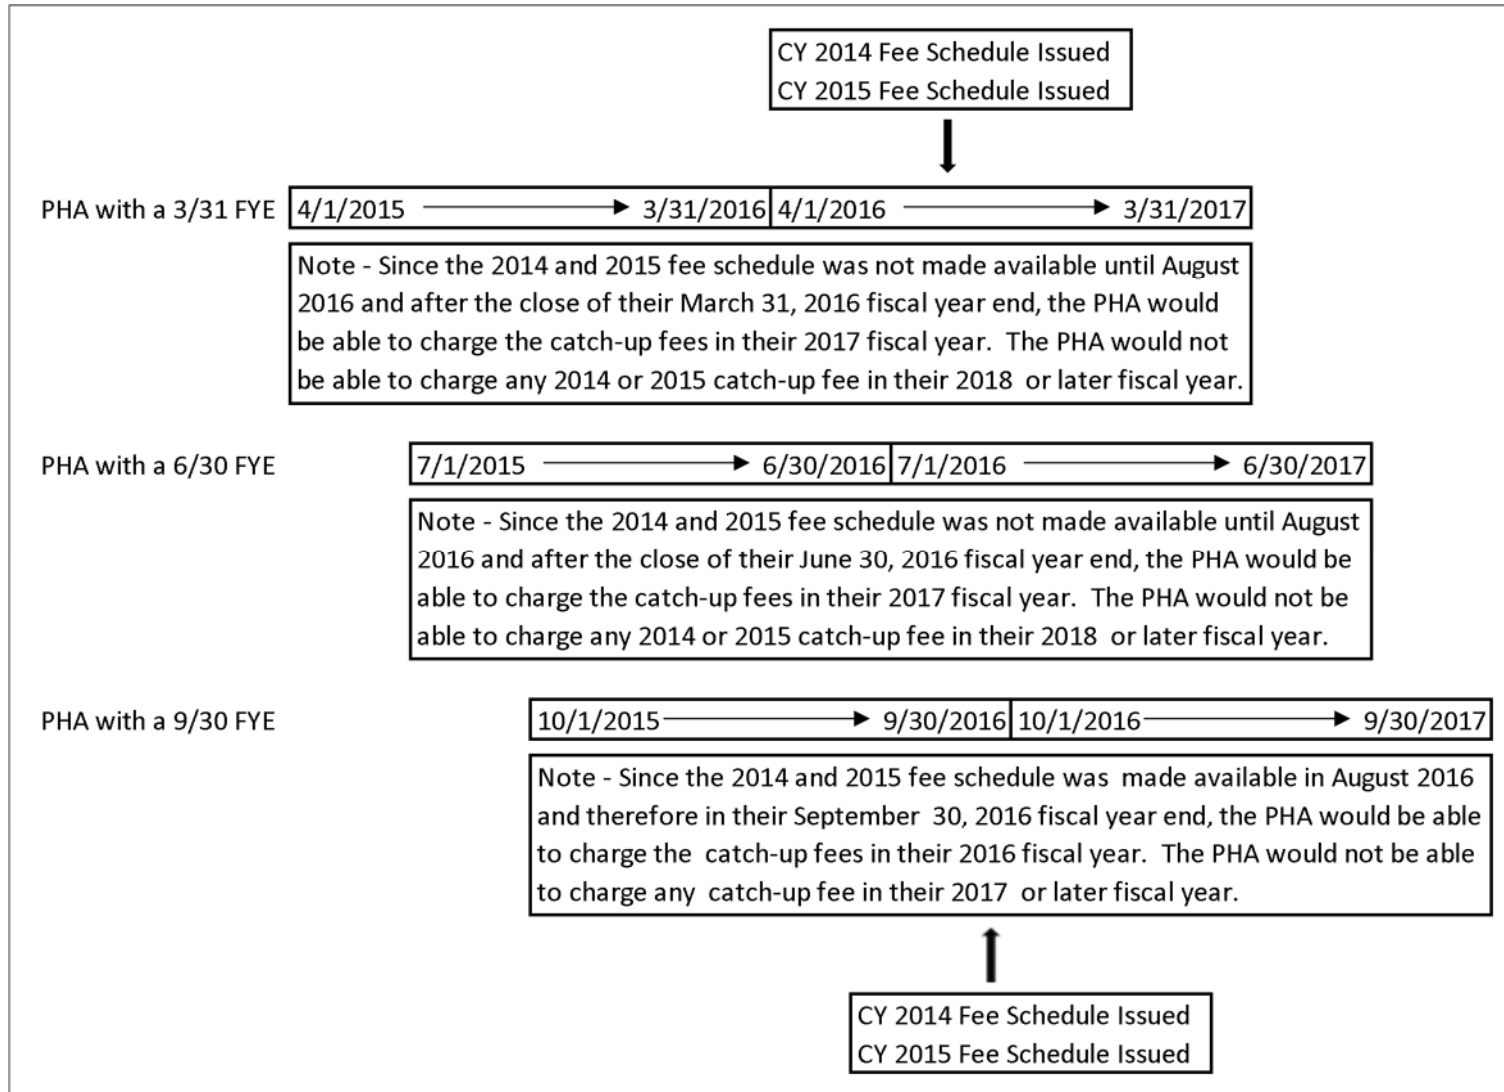 CY 2014 Fee Schedule Issued
CY 2015 Fee Schedule Issued
PHA with a 3/31 FYE 4/1/2015 3/31/2016 4/1/2016 3/31/2017
Note - Since the 2014 and 2015 fee schedule was not made available until August
2016 and after the close of their March 31, 2016 fiscal year end, the PHA would
be able to charge the catch-up fees in their 2017 fiscal year. The PHA would not
be able to charge any 2014 or 2015 catch-up fee in their 2018 or later fiscal year.
PHA with a 6/30 FYE 7/1/2015 6/30/2016 7/1/2016 6/30/2017
Note - Since the 2014 and 2015 fee schedule was not made available until August
2016 and after the close of their June 30, 2016 fiscal year end, the PHA would be
able to charge the catch-up fees in their 2017 fiscal year. The PHA would not be
able to charge any 2014 or 2015 catch-up fee in their 2018 or later fiscal year.
PHA with a 9/30 FYE 10/1/2015 9/30/2016 10/1/2016 9/30/2017
Note - Since the 2014 and 2015 fee schedule was made available in August 2016
and therefore in their September 30, 2016 fiscal year end, the PHA would be able
to charge the catch-up fees in their 2016 fiscal year. The PHA would not be able
to charge any catch-up fee in their 2017 or later fiscal year.
CY 2014 Fee Schedule Issued
CY 2015 Fee Schedule Issued